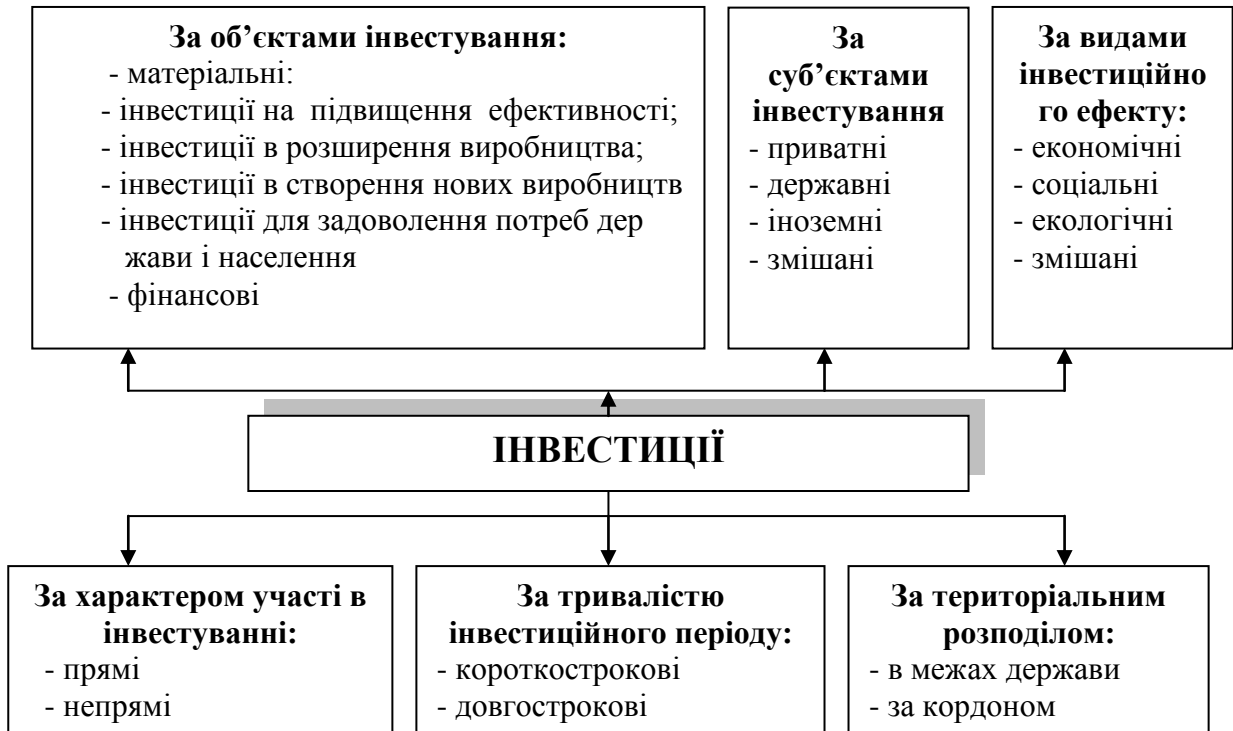 За об’єктами інвестування:
- матеріальні:
- інвестиції на підвищення ефективності;
- інвестиції в розширення виробництва;
- інвестиції в створення нових виробництв
- інвестиції для задоволення потреб дер
жави і населення
- фінансові
За
суб’єктами
інвестування
- приватні
- державні
- іноземні
- змішані
За видами
інвестиційно
го ефекту:
- економічні
- соціальні
- екологічні
- змішані
ІНВЕСТИЦІЇ
За характером участі в
інвестуванні:
- прямі
- непрямі
За тривалістю
інвестиційного періоду:
- короткострокові
- довгострокові
За територіальним
розподілом:
- в межах держави
- за кордоном